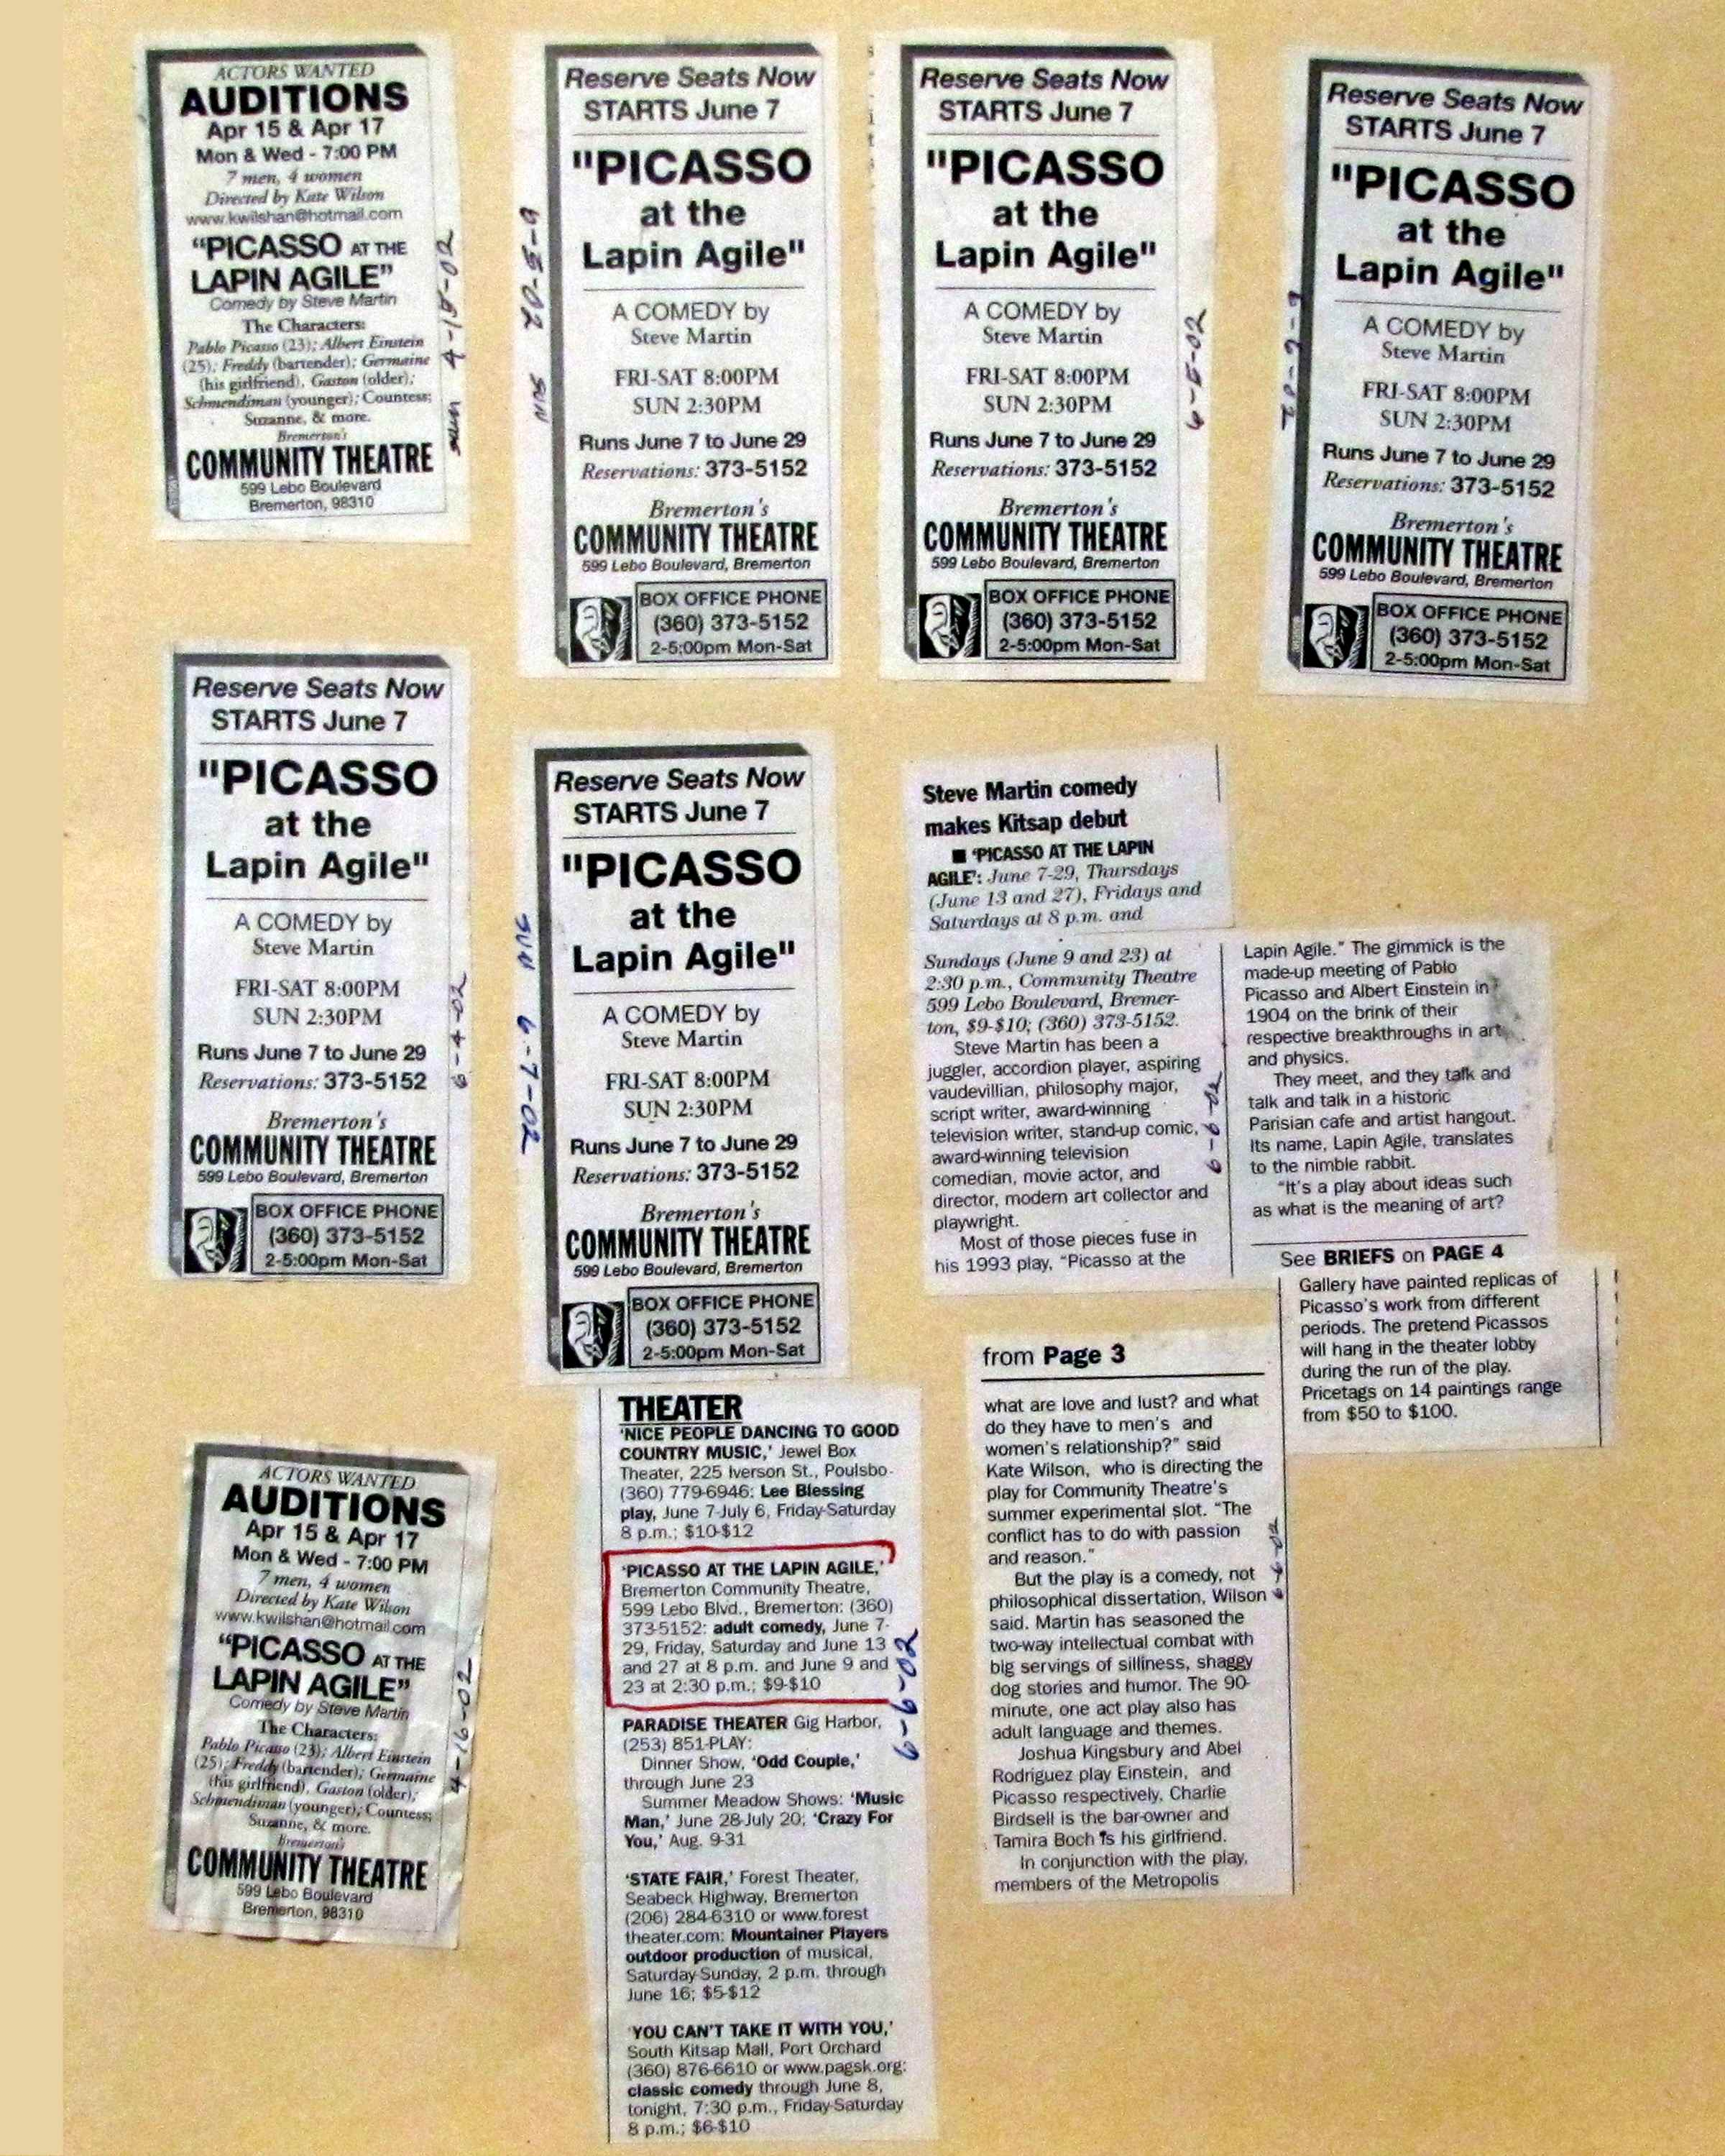 ACTORS WANTED
AUDITIONS
Apr 15 & Apr 17
Mon & Wed - 7:00 PM
7 men, 4 women
Directed by Kate Wilson
www.kwilshan@hotmail.com
"PICASSO AT THE
LAPIN AGILE"
Comedy by Steve Martin
The Characters:
Pablo Picasso (23); Albert Einstein
(25); Freddy (bartender); Germaine
(his girlfriend), Gaston (older);
Schmendiman (younger); Countess;
Suzanne, & more.
Bremerton's
COMMUNITY THEATRE
599 Lebo Boulevard
Bremerton, 98310
4-15-02
Reserve Seats Now
STARTS June 7
"PICASSO
at the
Lapin Agile"
A COMEDY by
Steve Martin
FRI-SAT 8:00PM
SUN 2:30PM
Runs June 7 to June 29
Reservations: 373-5152
Bremerton's
COMMUNITY THEATRE
599 Lebo Boulevard, Bremerton
BOX OFFICE PHONE
(360) 373-5152
2-5:00pm Mon-Sat
SUN 6-5-02
Reserve Seats Now
STARTS June 7
"PICASSO
at the
Lapin Agile"
A COMEDY by
Steve Martin
FRI-SAT 8:00PM
SUN 2:30PM
Runs June 7 to June 29
Reservations: 373-5152
Bremerton's
COMMUNITY THEATRE
599 Lebo Boulevard, Bremerton
BOX OFFICE PHONE
(360) 373-5152
2-5:00pm Mon-Sat
6-5-02
Reserve Seats Now
STARTS June 7
"PICASSO
at the
Lapin Agile"
A COMEDY by
Steve Martin
FRI-SAT 8:00PM
SUN 2:30PM
Runs June 7 to June 29
Reservations: 373-5152
Bremerton's
COMMUNITY THEATRE
599 Lebo Boulevard, Bremerton
BOX OFFICE PHONE
(360) 373-5152
2-5:00pm Mon-Sat
Reserve Seats Now
STARTS June 7
"PICASSO
at the
Lapin Agile"
A COMEDY by
Steve Martin
FRI-SAT 8:00PM
SUN 2:30PM
Runs June 7 to June 29
Reservations: 373-5152
Bremerton's
COMMUNITY THEATRE
599 Lebo Boulevard, Bremerton
BOX OFFICE PHONE
(360) 373-5152
2-5:00pm Mon-Sat
6-4-02
Reserve Seats Now
STARTS June 7
"PICASSO
at the
Lapin Agile"
A COMEDY by
Steve Martin
FRI-SAT 8:00PM
SUN 2:30PM
Runs June 7 to June 29
Reservations: 373-5152
Bremerton's
COMMUNITY THEATRE
599 Lebo Boulevard, Bremerton
BOX OFFICE PHONE
(360) 373-5152
2-5:00pm Mon-Sat
SUN 6-7-02
Steve Martin comedy
makes Kitsap debut
■ 'PICASSO AT THE LAPIN
AGILE': June 7-29, Thursdays
(June 13 and 27), Fridays and
Saturdays at 8 p.m. and
Sundays (June 9 and 23) at
2:30 p.m., Community Theatre
599 Lebo Boulevard, Bremer-
ton, $9-$10; (360) 373-5152.
Steve Martin has been a
juggler, accordion player, aspiring
vaudevillian, philosophy major,
script writer, award-winning
television writer, stand-up comic,
award-winning television
comedian, movie actor, and
director, modern art collector and
playwright.
Most of those pieces fuse in
his 1993 play, "Picasso at the
6-6-02
Lapin Agile." The gimmick is the
made-up meeting of Pablo
Picasso and Albert Einstein in
1904 on the brink of their
respective breakthroughs in art
and physics.
They meet, and they talk and
talk and talk in a historic
Parisian cafe and artist hangout.
Its name, Lapin Agile, translates
to the nimble rabbit.
"It's a play about ideas such
as what is the meaning of art?
See BRIEFS on PAGE 4
from Page 3
what are love and lust? and what
do they have to men's and
women's relationship?" said
Kate Wilson, who is directing the
play for Community Theatre's
summer experimental slot. "The
conflict has to do with passion
and reason."
But the play is a comedy, not
philosophical dissertation, Wilson
said. Martin has seasoned the
two-way intellectual combat with
big servings of silliness, shaggy
dog stories and humor. The 90-
minute, one act play also has
adult language and themes.
Joshua Kingsbury and Abel
Rodriguez play Einstein, and
Picasso respectively. Charlie
Birdsell is the bar-owner and
Tamira Boch is his girlfriend.
In conjunction with the play,
members of the Metropolis
6-6-02
Gallery have painted replicas of
Picasso's work from different
periods. The pretend Picassos
will hang in the theater lobby
during the run of the play.
Pricetags on 14 paintings range
from $50 to $100.
ACTORS WANTED
AUDITIONS
Apr 15 & Apr 17
Mon & Wed - 7:00 PM
7 men, 4 women
Directed by Kate Wilson
www.kwilshan@hotmail.com
"PICASSO AT THE
LAPIN AGILE"
Comedy by Steve Martin
The Characters:
Pablo Picasso (23); Albert Einstein
(25); Freddy (bartender); Germaine
(his girlfriend), Gaston (older);
Schmendiman (younger); Countess;
Suzanne, & more.
Bremerton's
COMMUNITY THEATRE
599 Lebo Boulevard
Bremerton, 98310
4-16-02
THEATER
'NICE PEOPLE DANCING TO GOOD
COUNTRY MUSIC,' Jewel Box
Theater, 225 Iverson St., Poulsbo-
(360) 779-6946: Lee Blessing
play, June 7-July 6, Friday-Saturday
8 p.m.; $10-$12
'PICASSO AT THE LAPIN AGILE,'
Bremerton Community Theatre,
599 Lebo Blvd., Bremerton: (360)
373-5152: adult comedy, June 7-
29, Friday, Saturday and June 13
and 27 at 8 p.m. and June 9 and
23 at 2:30 p.m.; $9-$10
6-6-02
PARADISE THEATER Gig Harbor,
(253) 851-PLAY:
Dinner Show, 'Odd Couple,'
through June 23
Summer Meadow Shows: 'Music
Man,' June 28-July 20; 'Crazy For
You,' Aug. 9-31
'STATE FAIR,' Forest Theater,
Seabeck Highway, Bremerton
(206) 284-6310 or www.forest
theater.com: Mountainer Players
outdoor production of musical,
Saturday-Sunday, 2 p.m. through
June 16; $5-$12
'YOU CAN'T TAKE IT WITH YOU,'
South Kitsap Mall, Port Orchard
(360) 876-6610 or www.pagsk.org:
classic comedy through June 8,
tonight, 7:30 p.m., Friday-Saturday
8 p.m.; $6-$10